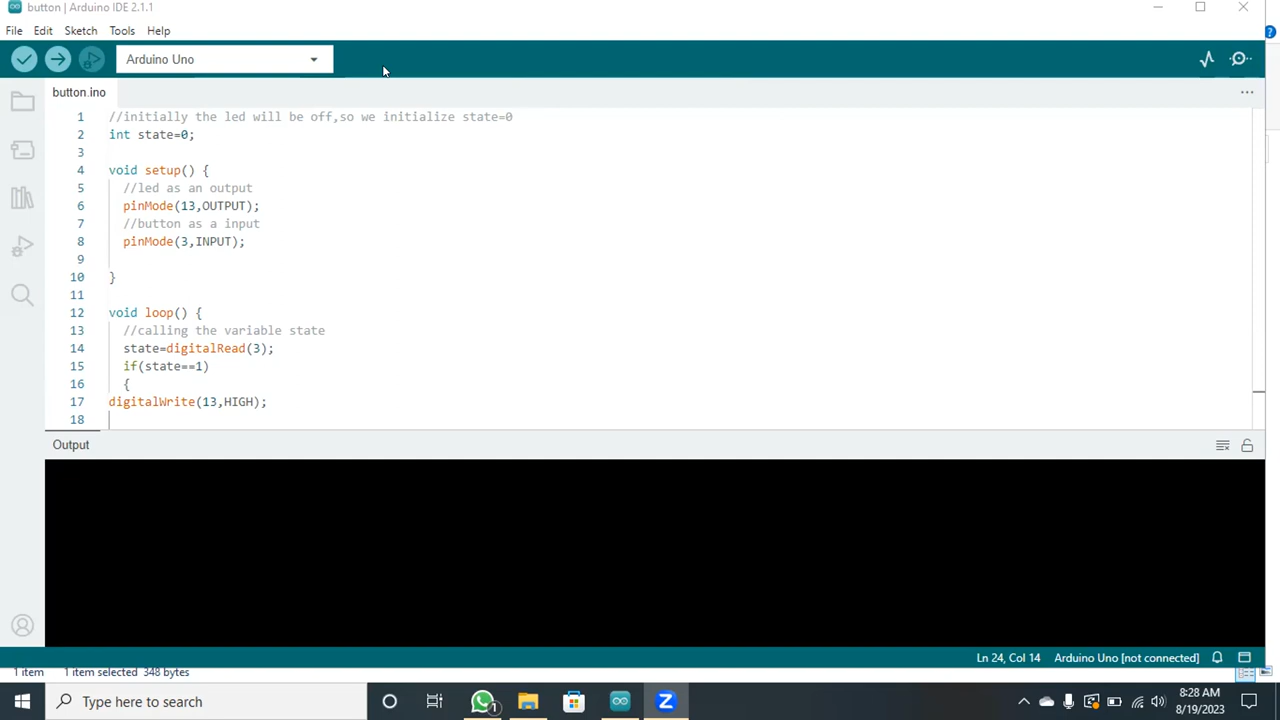 button | Arduino IDE 2.1.1
File Edit Sketch Tools Help
Arduino Uno
button.ino
1 //initially the led will be off,so we initialize state=0
2 int state=0;
3
4 void setup() {
5 //led as an output
6 pinMode(13,OUTPUT);
7 //button as a input
8 pinMode(3,INPUT);
9
10 }
11
12 void loop() {
13 //calling the variable state
14 state=digitalRead(3);
15 if(state==1)
16 {
17 digitalWrite(13,HIGH);
18
Output
Ln 24, Col 14 Arduino Uno [not connected]
1 item 1 item selected 348 bytes
Type here to search
1
Z
8:28 AM
8/19/2023